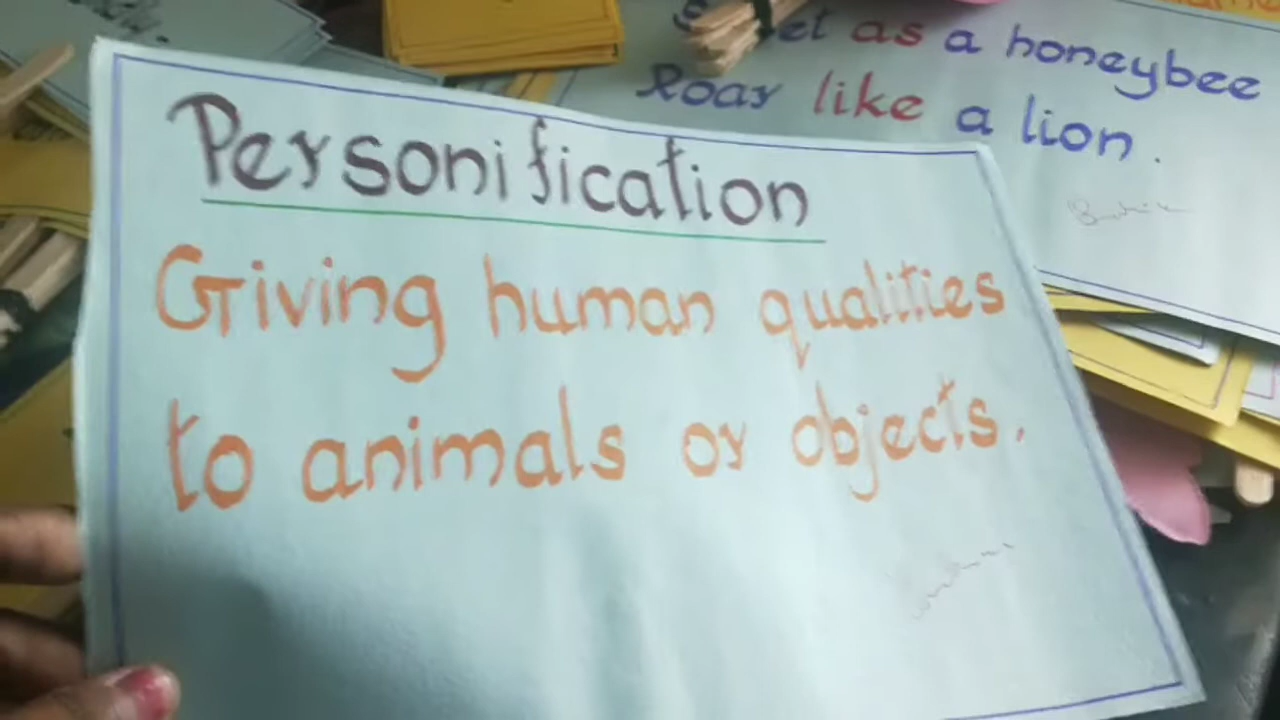 as a honeybee
Roar like a lion.
Personification
Giving human qualities
to animals or objects.